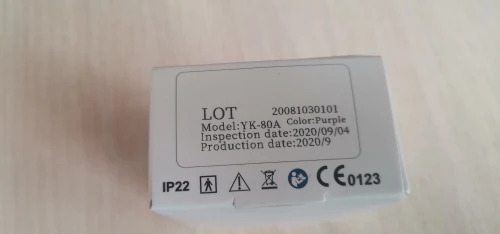 LOT 20081030101
Model:YK-80A Color:Purple
Inspection date:2020/09/04
Production date:2020/9
IP22 CE0123